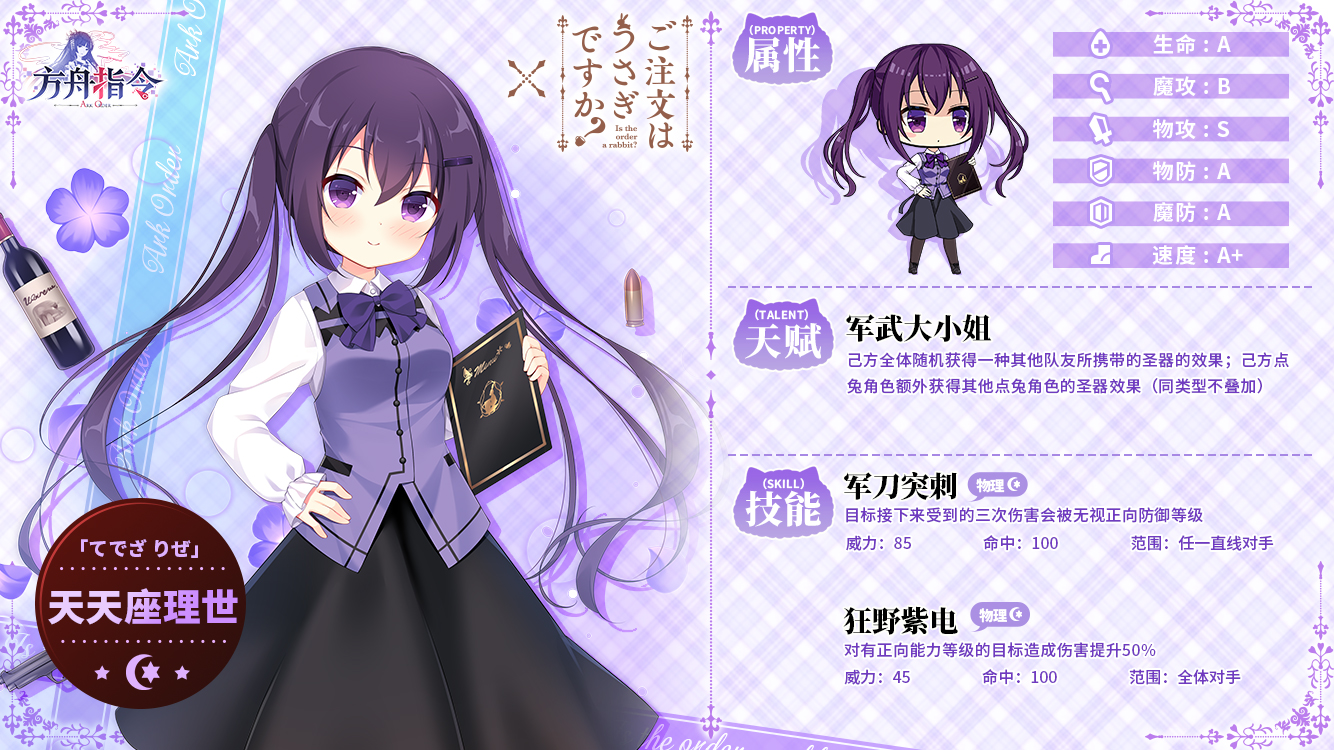 方舟指令
Ark Order
ご注文は
うさぎ
ですか?
Is the
order
a rabbit?
Ark Order
Ark Order
「てでざ りぜ」
天天座理世
(PROPERTY)
属性
生命：A
魔攻：B
物攻：S
物防：A
魔防：A
速度：A+
(TALENT)
天赋
军武大小姐
己方全体随机获得一种其他队友所携带的圣器的效果；己方点
兔角色额外获得其他点兔角色的圣器效果（同类型不叠加）
(SKILL)
技能
军刀突刺
物理
目标接下来受到的三次伤害会被无视正向防御等级
威力：85
命中：100
范围：任一直线对手
狂野紫电
物理
对有正向能力等级的目标造成伤害提升50%
威力：45
命中：100
范围：全体对手